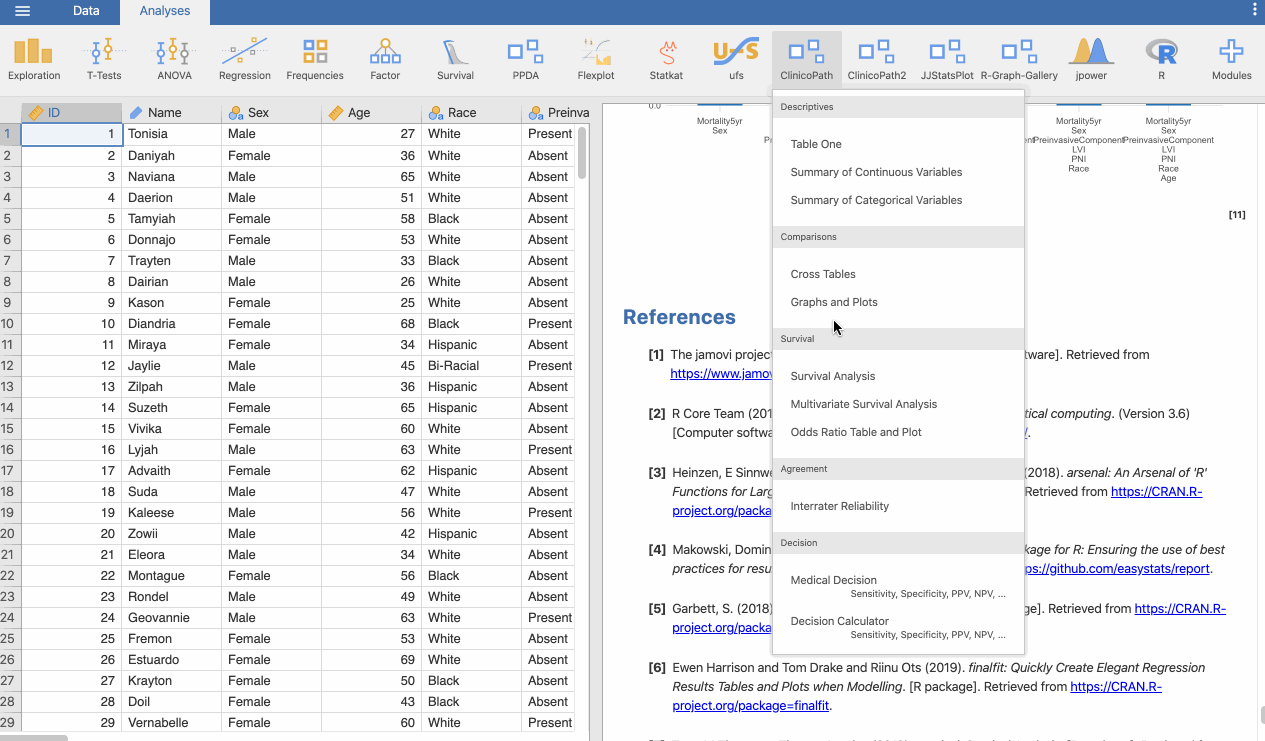 Data Analyses
Exploration T-Tests ANOVA Regression Frequencies Factor Survival PPDA Flexplot Statkat ufs ClinicoPath ClinicoPath2 JJStatsPlot R-Graph-Gallery jpower R Modules
ID Name Sex Age Race Preinva
1 1 Tonisia Male 27 White Present
2 2 Daniyah Female 36 White Absent
3 3 Naviana Male 65 White Absent
4 4 Daerion Male 51 White Absent
5 5 Tamyiah Female 58 Black Absent
6 6 Donnajo Female 53 White Absent
7 7 Trayten Male 33 Black Absent
8 8 Dairian Male 26 White Absent
9 9 Kason Female 25 White Absent
10 10 Diandria Female 68 Black Present
11 11 Miraya Female 34 Hispanic Absent
12 12 Jaylie Male 45 Bi-Racial Present
13 13 Zilpah Male 36 Hispanic Absent
14 14 Suzeth Female 65 Hispanic Absent
15 15 Vivika Female 60 White Absent
16 16 Lyjah Male 63 White Present
17 17 Advaith Female 62 Hispanic Absent
18 18 Suda Male 47 White Absent
19 19 Kaleese Male 56 White Present
20 20 Zowii Male 42 Hispanic Absent
21 21 Eleora Male 34 White Absent
22 22 Montague Female 56 Black Absent
23 23 Rondel Male 49 White Absent
24 24 Geovannie Male 63 White Present
25 25 Fremon Female 53 White Absent
26 26 Estuardo Female 69 White Absent
27 27 Krayton Female 50 Black Absent
28 28 Doil Female 43 Black Absent
29 29 Vernabelle Female 60 White Present
Descriptives
Table One
Summary of Continuous Variables
Summary of Categorical Variables
Comparisons
Cross Tables
Graphs and Plots
Survival
Survival Analysis
Multivariate Survival Analysis
Odds Ratio Table and Plot
Agreement
Interrater Reliability
Decision
Medical Decision
Sensitivity, Specificity, PPV, NPV, ...
Decision Calculator
Sensitivity, Specificity, PPV, NPV, ...
0.0
Mortality5yr Mortality5yr Mortality5yr
Sex Sex Sex
PreinvasiveComponent PreinvasiveComponent
LVI LVI
PNI PNI
Race Race
Age
[11]
References
[1] The jamovi project tware]. Retrieved from
https://www.jamo
[2] R Core Team (201 tical computing. (Version 3.6)
[Computer softwa /.
[3] Heinzen, E Sinnwe (2018). arsenal: An Arsenal of 'R'
Functions for Larg Retrieved from https://CRAN.R-
project.org/packa
[4] Makowski, Domin kage for R: Ensuring the use of best
practices for resu ps://github.com/easystats/report.
[5] Garbett, S. (2018) ge]. Retrieved from https://CRAN.R-
project.org/packa
[6] Ewen Harrison and Tom Drake and Riinu Ots (2019). finalfit: Quickly Create Elegant Regression
Results Tables and Plots when Modelling. [R package]. Retrieved from https://CRAN.R-
project.org/package=finalfit.